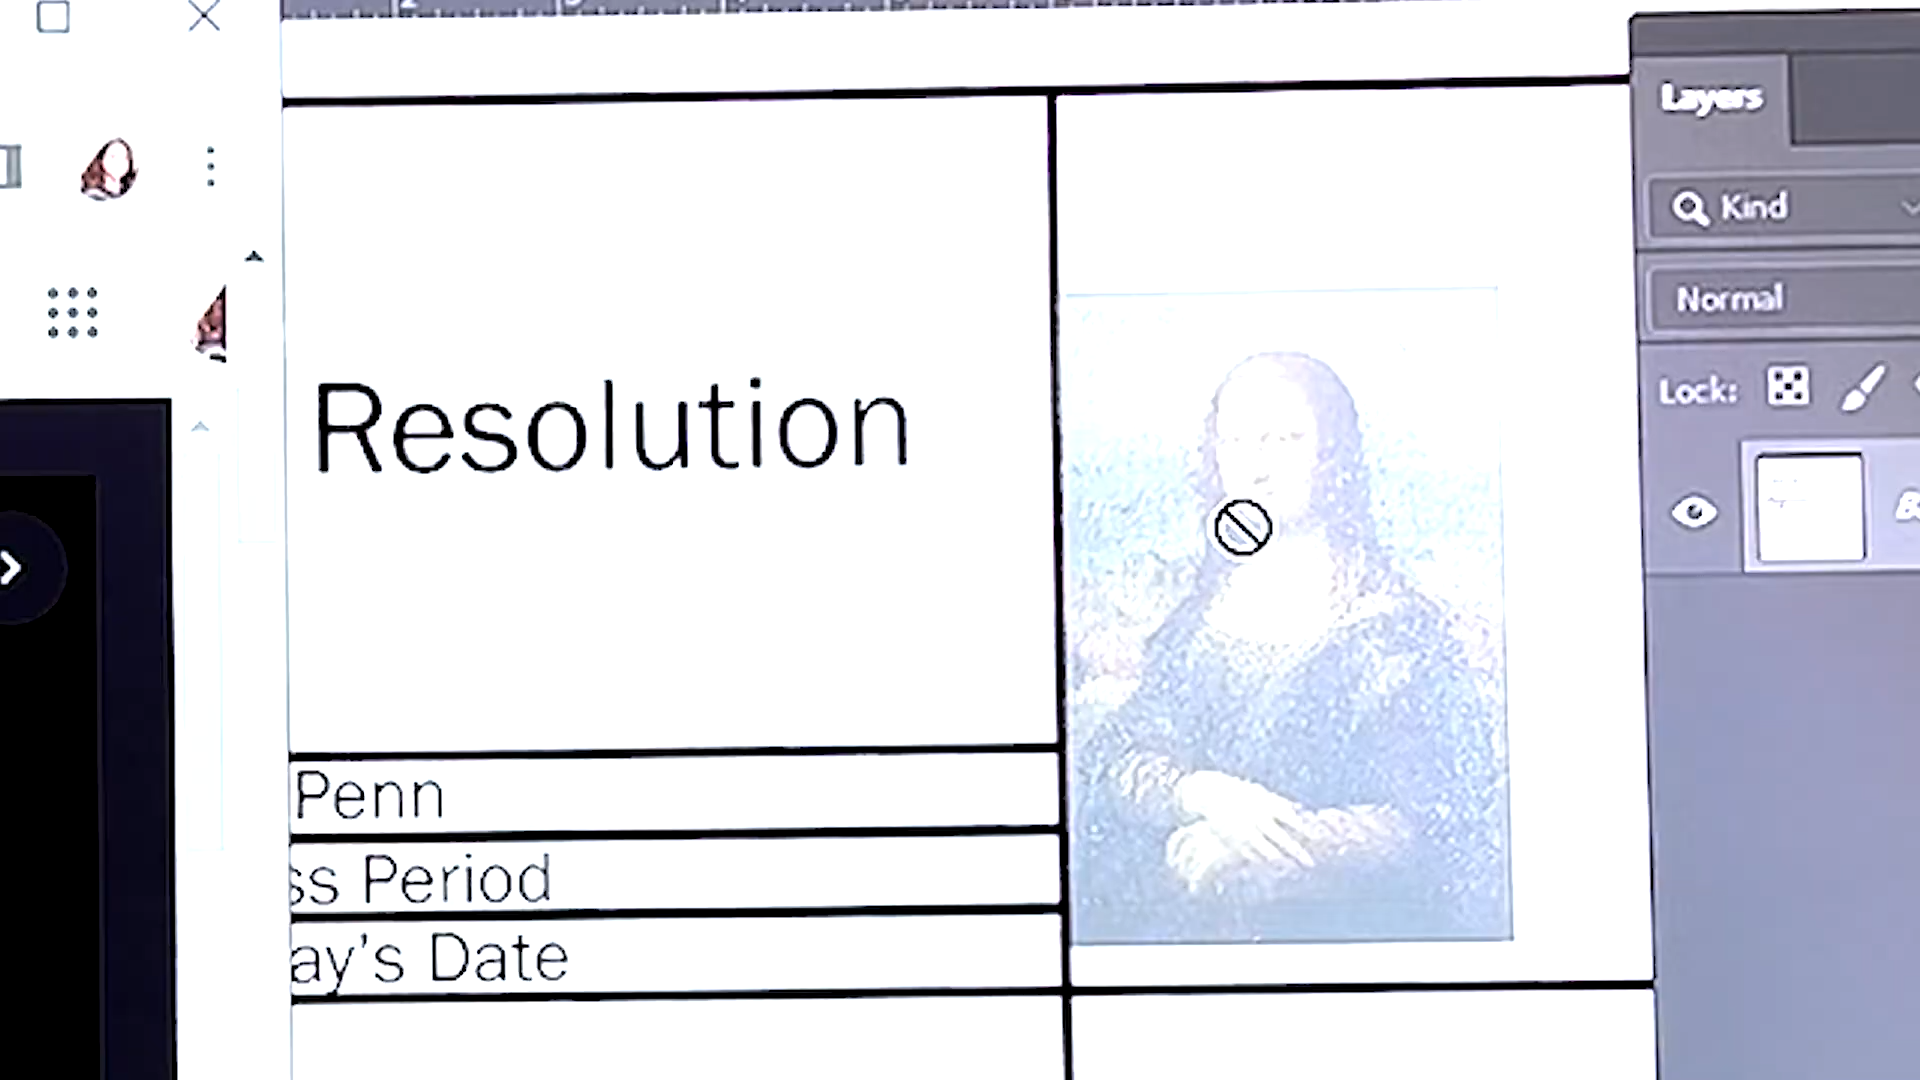 Layers
Kind
Normal
Lock:
Resolution
Penn
ss Period
ay's Date